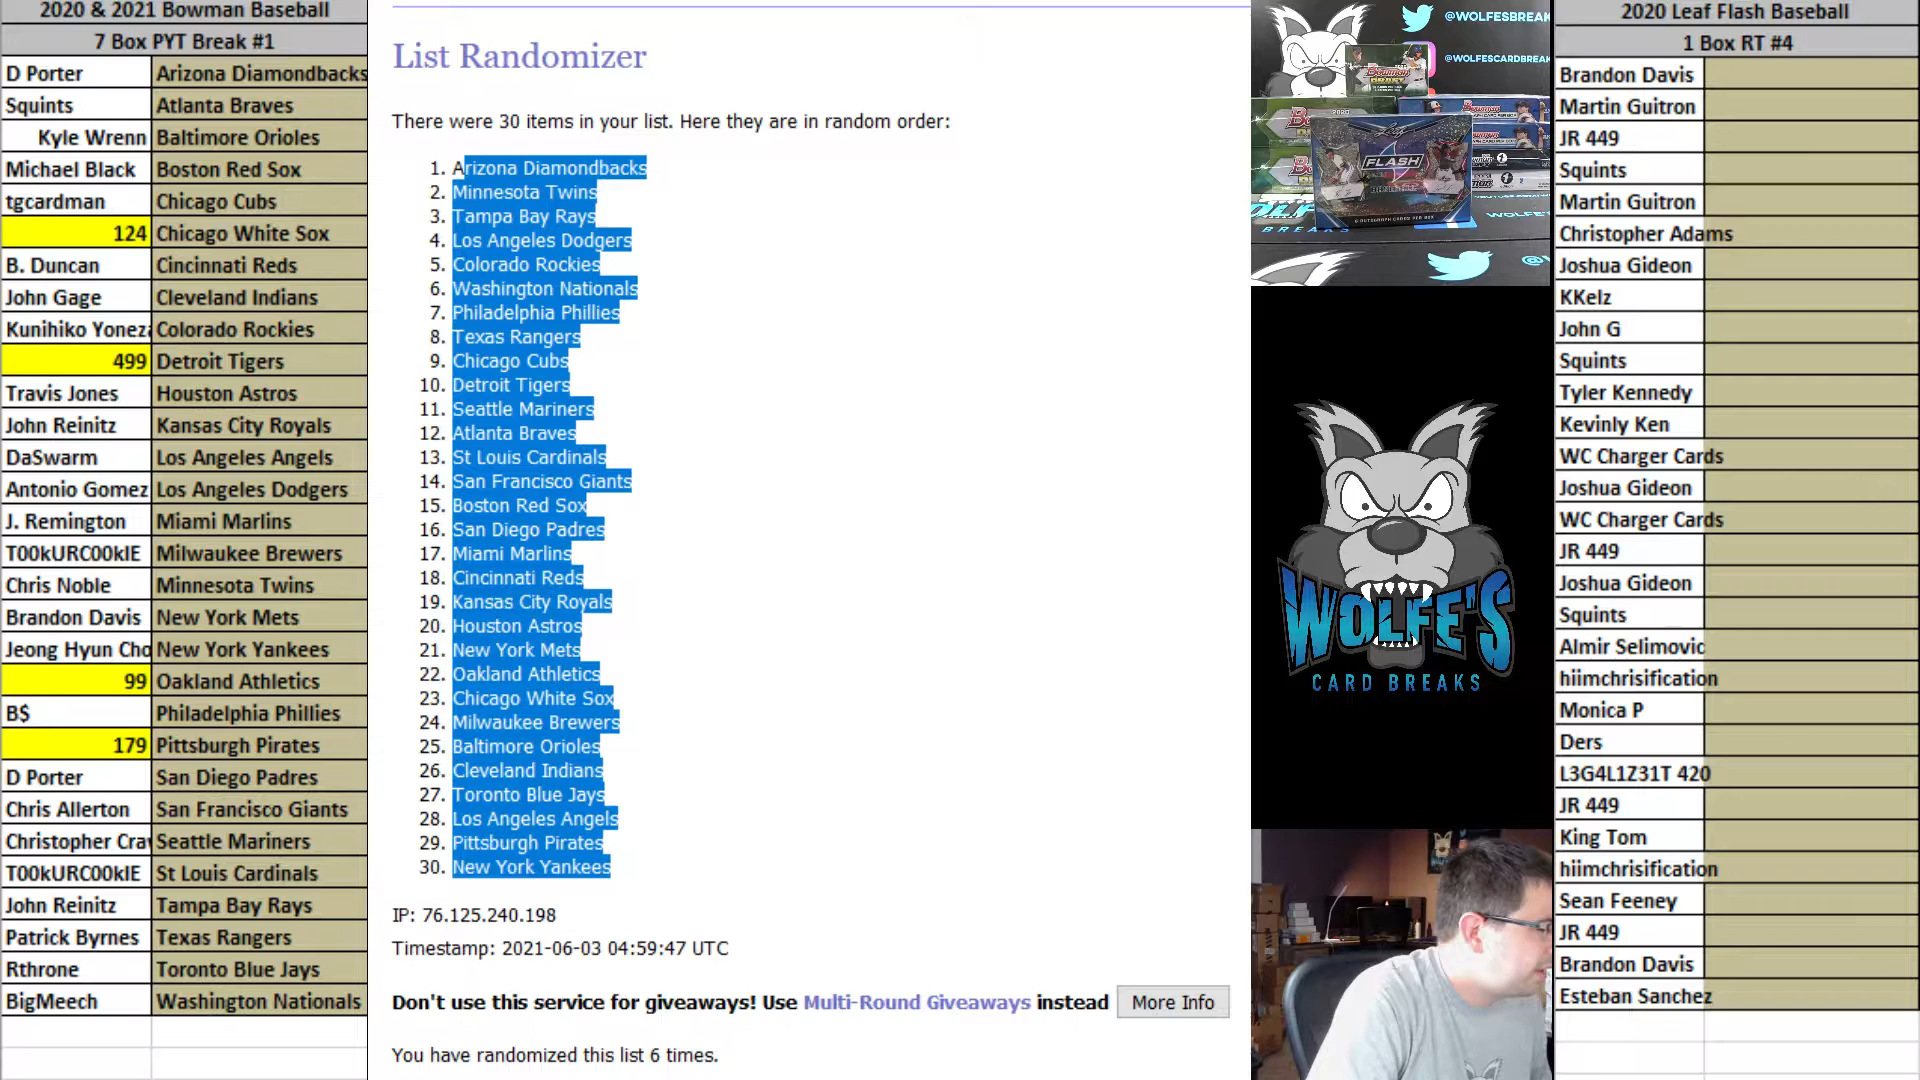 2020 & 2021 Bowman Baseball
7 Box PYT Break #1
D Porter Arizona Diamondbacks
Squints Atlanta Braves
Kyle Wrenn Baltimore Orioles
Michael Black Boston Red Sox
tgcardman Chicago Cubs
124 Chicago White Sox
B. Duncan Cincinnati Reds
John Gage Cleveland Indians
Kunihiko Yoneza Colorado Rockies
499 Detroit Tigers
Travis Jones Houston Astros
John Reinitz Kansas City Royals
DaSwarm Los Angeles Angels
Antonio Gomez Los Angeles Dodgers
J. Remington Miami Marlins
T00kURC00kIE Milwaukee Brewers
Chris Noble Minnesota Twins
Brandon Davis New York Mets
Jeong Hyun Cho New York Yankees
99 Oakland Athletics
B$ Philadelphia Phillies
179 Pittsburgh Pirates
D Porter San Diego Padres
Chris Allerton San Francisco Giants
Christopher Cra Seattle Mariners
T00kURC00kIE St Louis Cardinals
John Reinitz Tampa Bay Rays
Patrick Byrnes Texas Rangers
Rthrone Toronto Blue Jays
BigMeech Washington Nationals
List Randomizer
There were 30 items in your list. Here they are in random order:
1. Arizona Diamondbacks
2. Minnesota Twins
3. Tampa Bay Rays
4. Los Angeles Dodgers
5. Colorado Rockies
6. Washington Nationals
7. Philadelphia Phillies
8. Texas Rangers
9. Chicago Cubs
10. Detroit Tigers
11. Seattle Mariners
12. Atlanta Braves
13. St Louis Cardinals
14. San Francisco Giants
15. Boston Red Sox
16. San Diego Padres
17. Miami Marlins
18. Cincinnati Reds
19. Kansas City Royals
20. Houston Astros
21. New York Mets
22. Oakland Athletics
23. Chicago White Sox
24. Milwaukee Brewers
25. Baltimore Orioles
26. Cleveland Indians
27. Toronto Blue Jays
28. Los Angeles Angels
29. Pittsburgh Pirates
30. New York Yankees
IP: 76.125.240.198
Timestamp: 2021-06-03 04:59:47 UTC
Don't use this service for giveaways! Use Multi-Round Giveaways instead More Info
You have randomized this list 6 times.
@WOLFESBREAK
@WOLFESCARDBREAK
Bowman
2020
Leaf
FLASH
BREAKS
WOLFE'S
CARD BREAKS
2020 Leaf Flash Baseball
1 Box RT #4
Brandon Davis
Martin Guitron
JR 449
Squints
Martin Guitron
Christopher Adams
Joshua Gideon
KKelz
John G
Squints
Tyler Kennedy
Kevinly Ken
WC Charger Cards
Joshua Gideon
WC Charger Cards
JR 449
Joshua Gideon
Squints
Almir Selimovic
hiimchrisification
Monica P
Ders
L3G4L1Z31T 420
JR 449
King Tom
hiimchrisification
Sean Feeney
JR 449
Brandon Davis
Esteban Sanchez